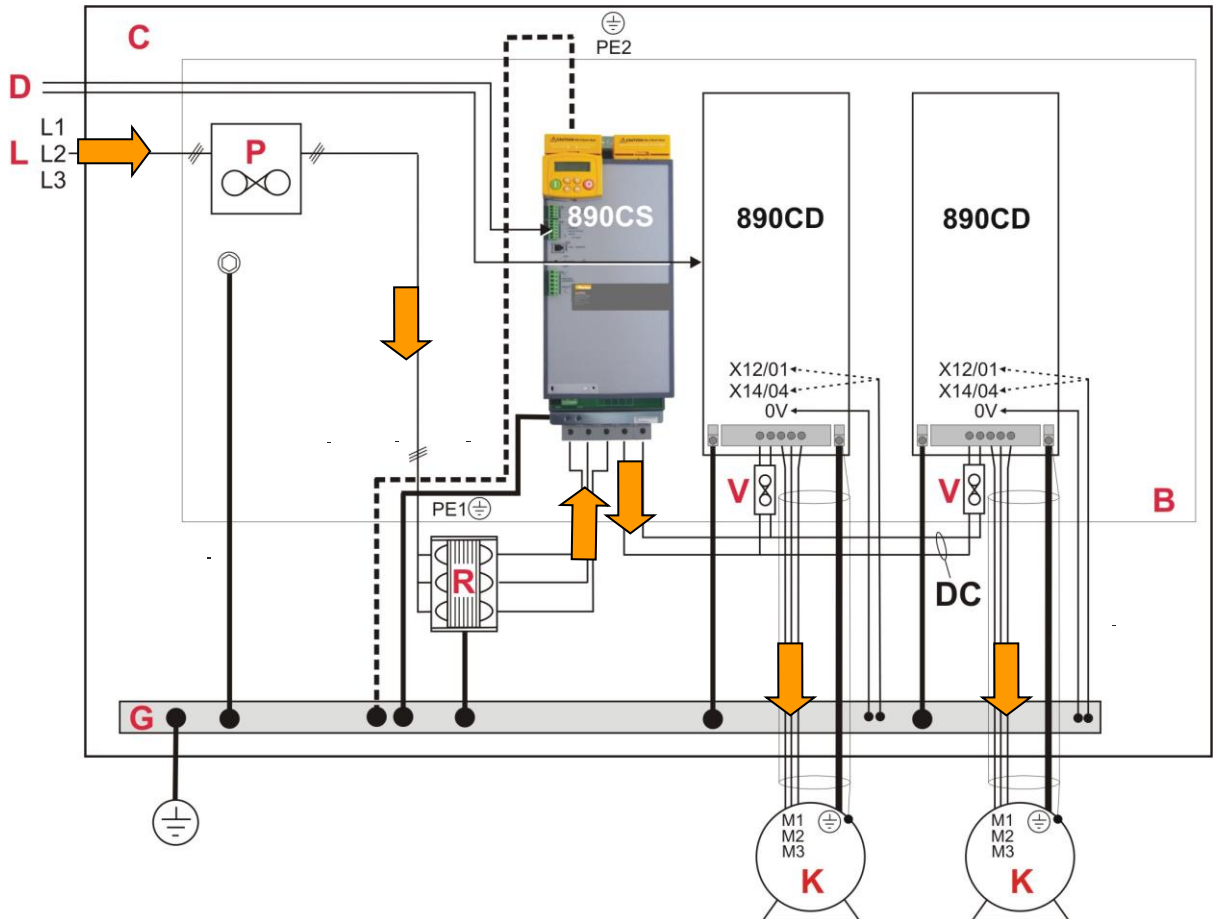 C
PE2
D
L1
L L2
L3
P
⚠CAUTION
890CS
890CD
890CD
X12/01
X14/04
0V
X12/01
X14/04
0V
V
V
B
PE1
R
DC
G
M1
M2
M3
K
M1
M2
M3
K